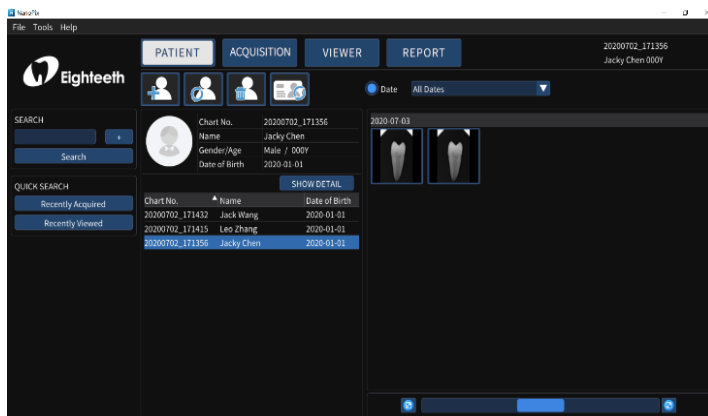 NanoPix
File Tools Help
Eighteeth
PATIENT ACQUISITION VIEWER REPORT
20200702_171356
Jacky Chen 000Y
Date All Dates
SEARCH
+
Search
QUICK SEARCH
Recently Acquired
Recently Viewed
Chart No. 20200702_171356
Name Jacky Chen
Gender/Age Male / 000Y
Date of Birth 2020-01-01
SHOW DETAIL
Chart No. Name Date of Birth
20200702_171432 Jack Wang 2020-01-01
20200702_171415 Leo Zhang 2020-01-01
20200702_171356 Jacky Chen 2020-01-01
2020-07-03